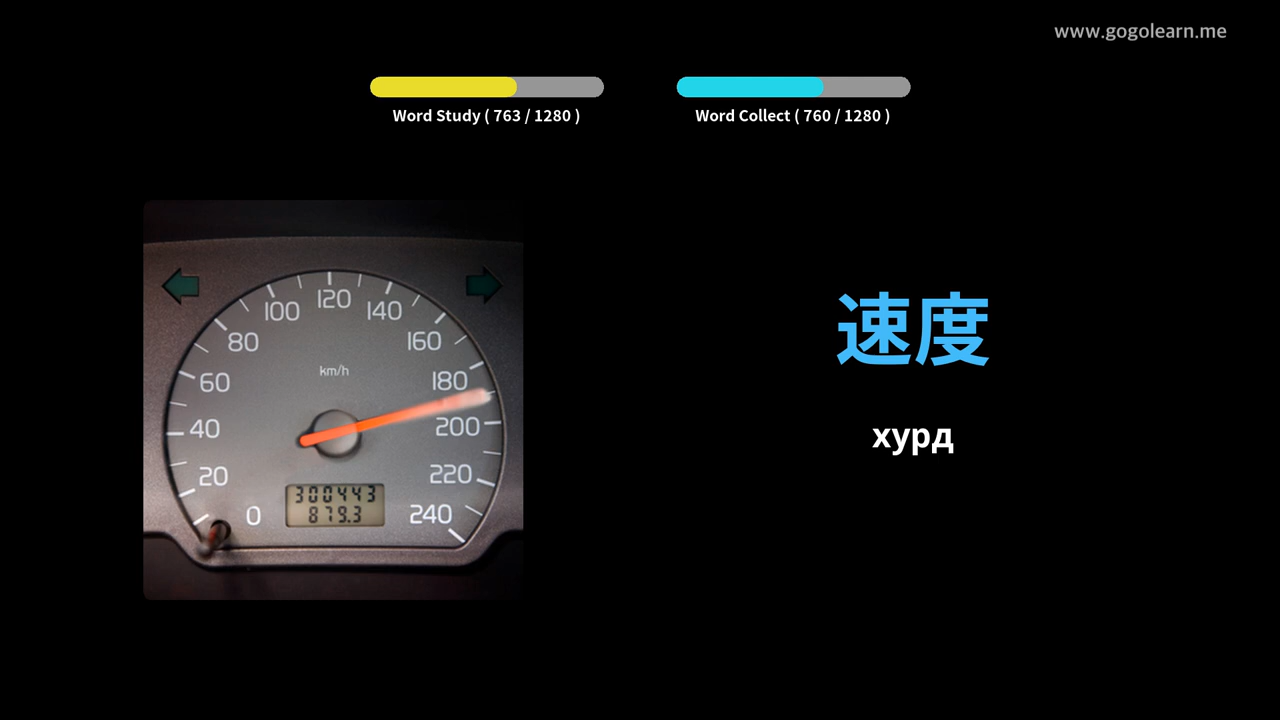 www.gogolearn.me
Word Study ( 763 / 1280 )
Word Collect ( 760 / 1280 )
120
100
140
80
160
km/h
60
180
40
200
20
220
300443
0
240
879.3
速度
хурд